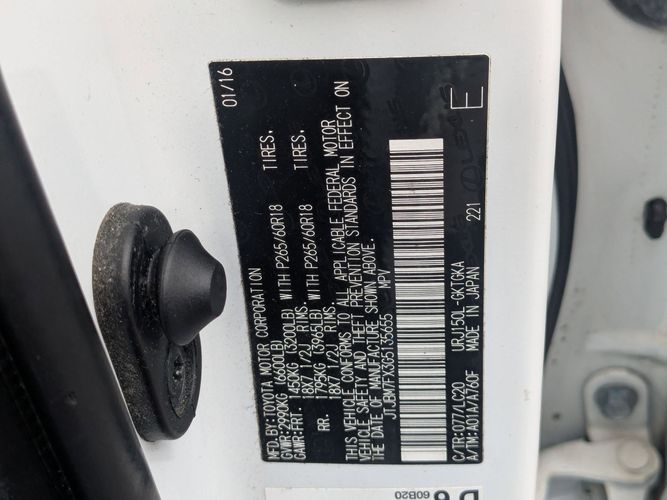 MFD.BY:TOYOTA MOTOR CORPORATION 01/16
GVWR:2990KG (6600LB)
GAWR:FRT. 1450KG (3200LB) WITH P265/60R18 TIRES.
18X7 1/2J RIMS.
RR. 1795KG (3965LB) WITH P265/60R18 TIRES.
18X7 1/2J RIMS.
THIS VEHICLE CONFORMS TO ALL APPLICABLE FEDERAL MOTOR
VEHICLE SAFETY AND THEFT PREVENTION STANDARDS IN EFFECT ON
THE DATE OF MANUFACTURE SHOWN ABOVE.
JTJBM7FX3G5135655 MPV
C/TR:077/LC20 URJ150L-GKTGKA 221 E
A/TM:A01A/A760F MADE IN JAPAN
60B20